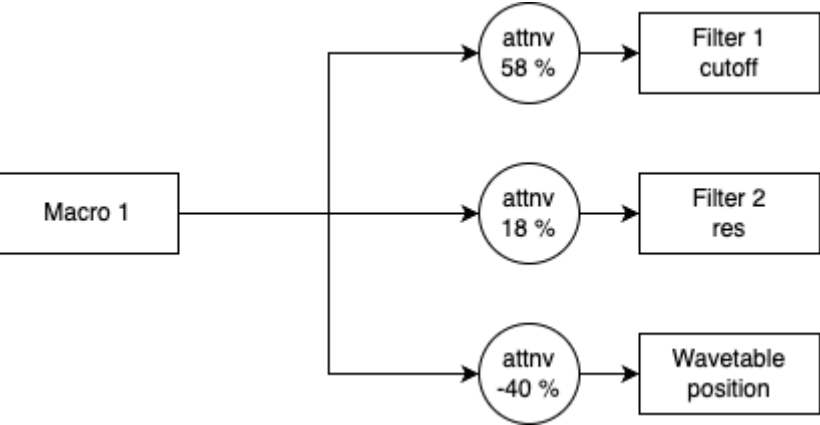 attnv
58 %
Filter 1
cutoff
Macro 1
attnv
18 %
Filter 2
res
attnv
-40 %
Wavetable
position